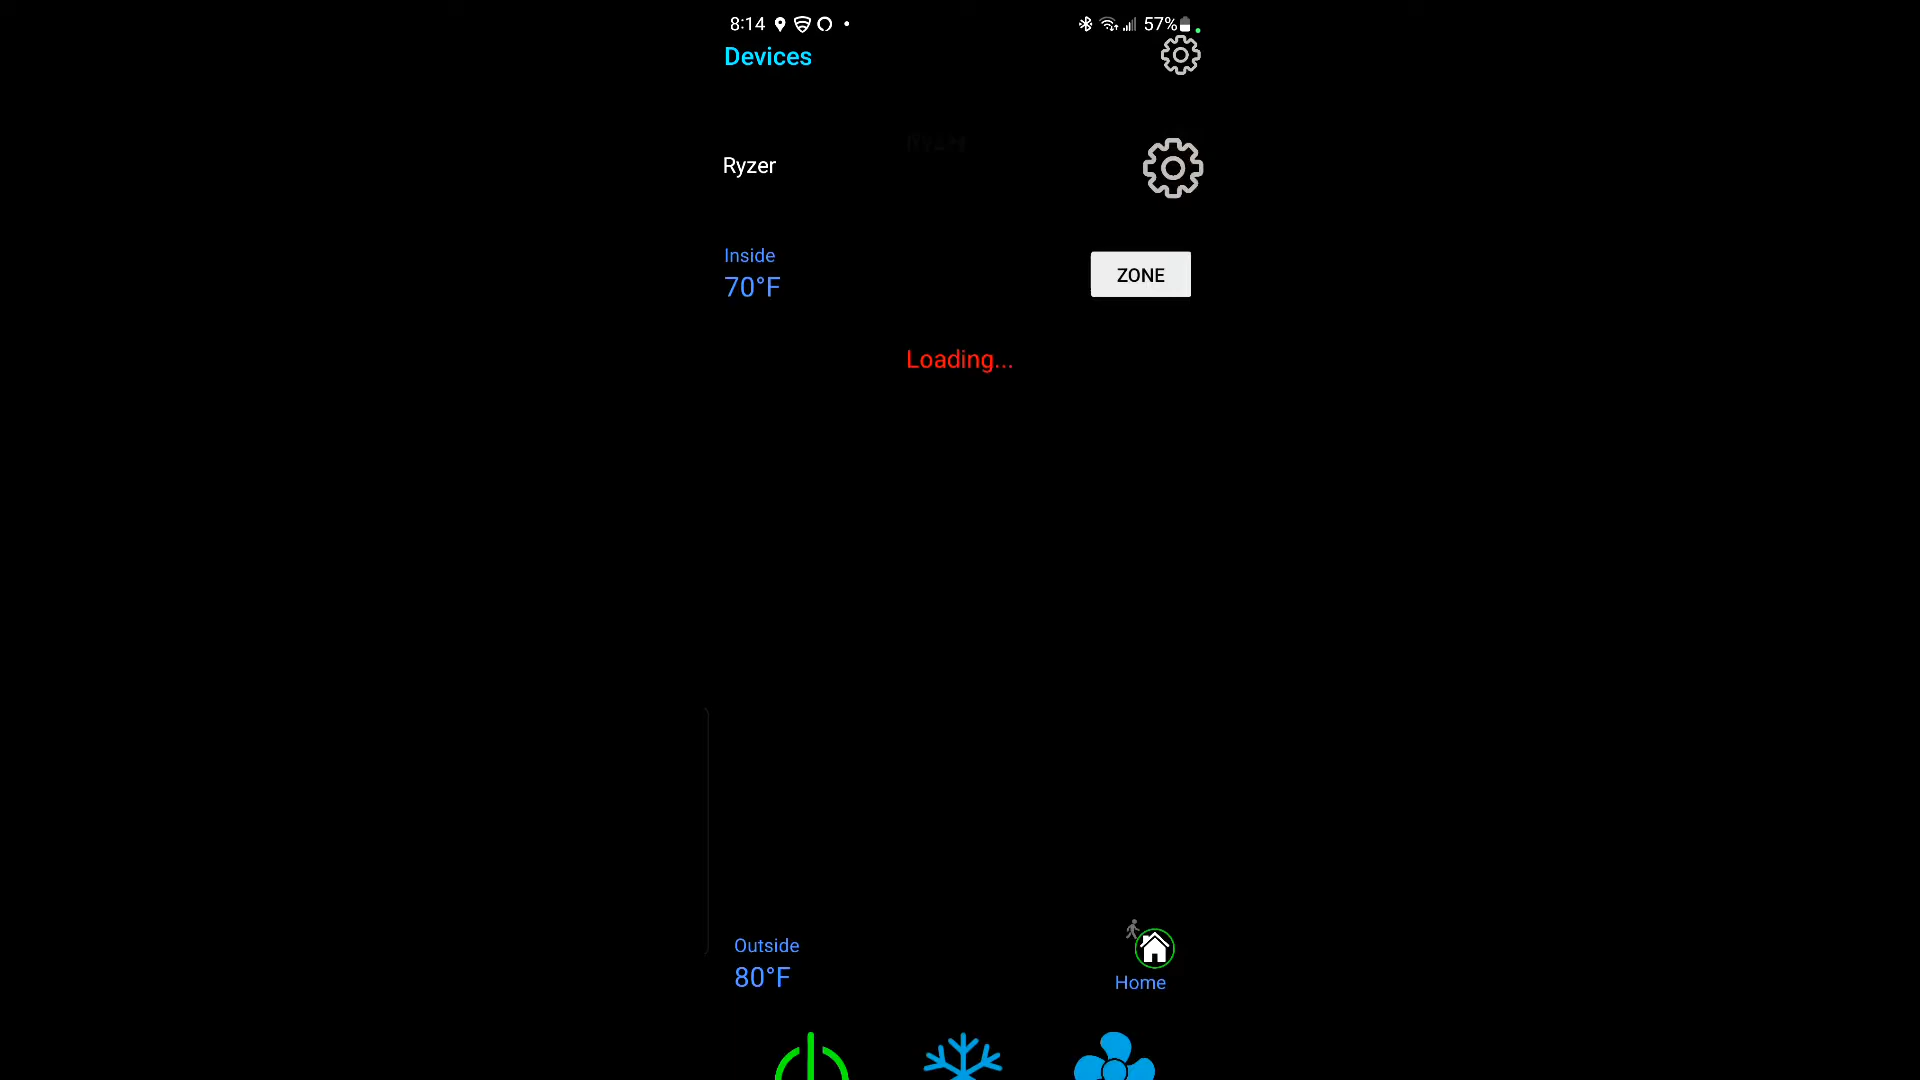 8:14
57%
Devices
Ryzer
Inside
70°F
ZONE
Loading...
Outside
80°F
Home